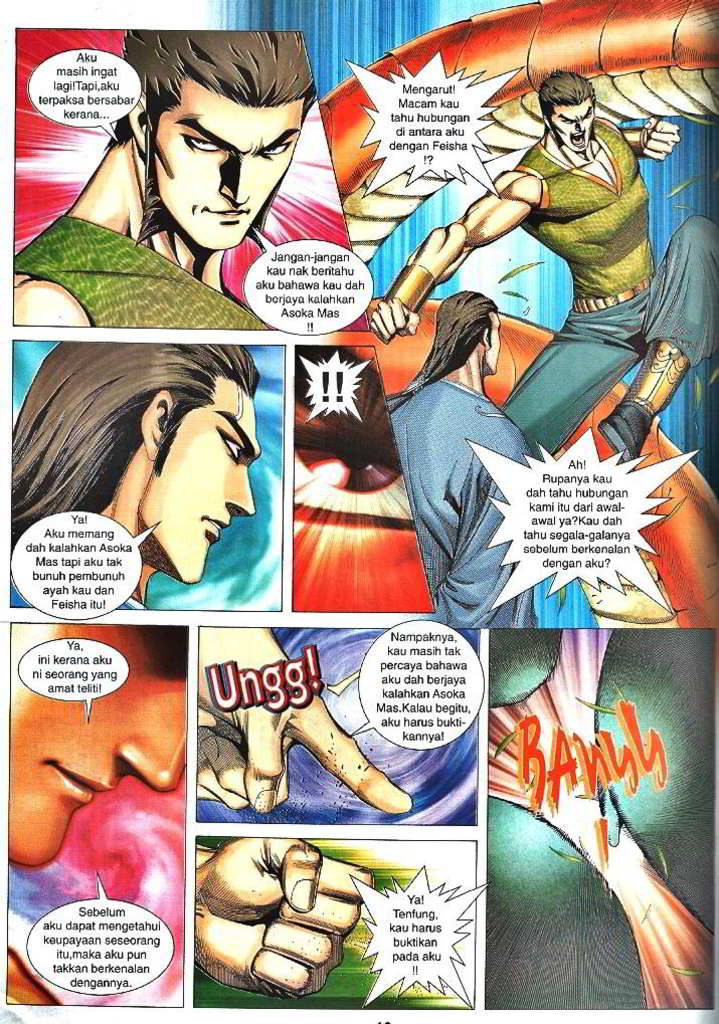 Aku
masih ingat
lagi!Tapi,aku
terpaksa bersabar
kerana...
Jangan-jangan
kau nak beritahu
aku bahawa kau dah
berjaya kalahkan
Asoka Mas
!!
Mengarut!
Macam kau
tahu hubungan
di antara aku
dengan Feisha
!?
Ya!
Aku memang
dah kalahkan Asoka
Mas tapi aku tak
bunuh pembunuh
ayah kau dan
Feisha itu!
!!
Ah!
Rupanya kau
dah tahu hubungan
kami itu dari awal-
awal ya?Kau dah
tahu segala-galanya
sebelum berkenalan
dengan aku?
Ya,
ini kerana aku
ni seorang yang
amat teliti!
Sebelum
aku dapat mengetahui
keupayaan seseorang
itu,maka aku pun
takkan berkenalan
dengannya.
Ungg!
Nampaknya,
kau masih tak
percaya bahawa
aku dah berjaya
kalahkan Asoka
Mas.Kalau begitu,
aku harus bukti-
kannya!
Ya!
Tenfung,
kau harus
buktikan
pada aku
!!